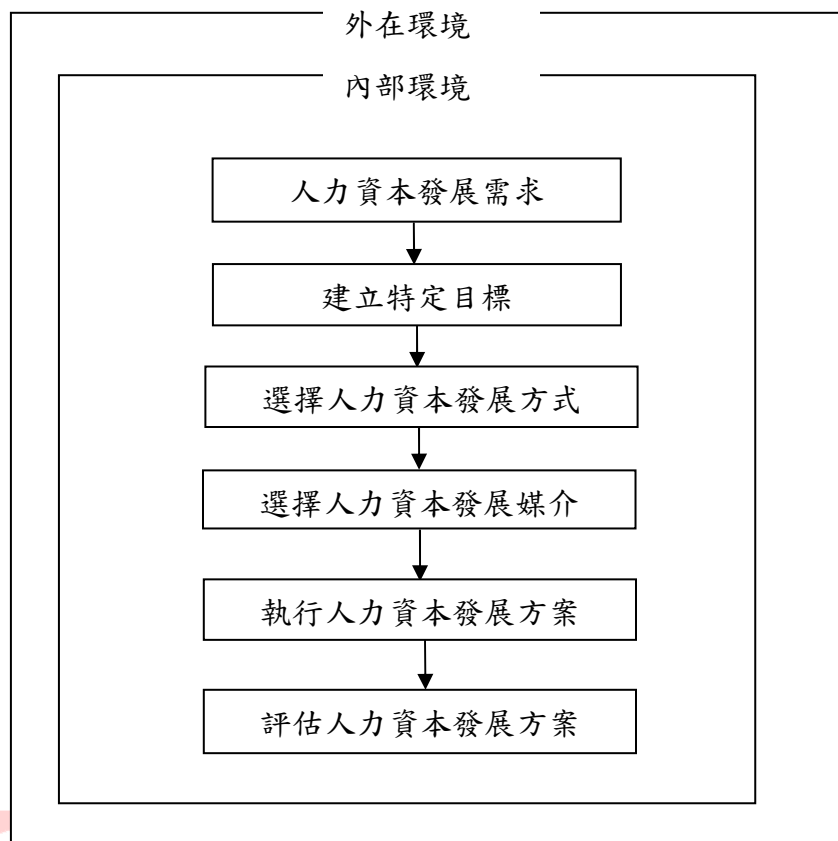 外在環境
內部環境
人力資本發展需求
建立特定目標
選擇人力資本發展方式
選擇人力資本發展媒介
執行人力資本發展方案
評估人力資本發展方案